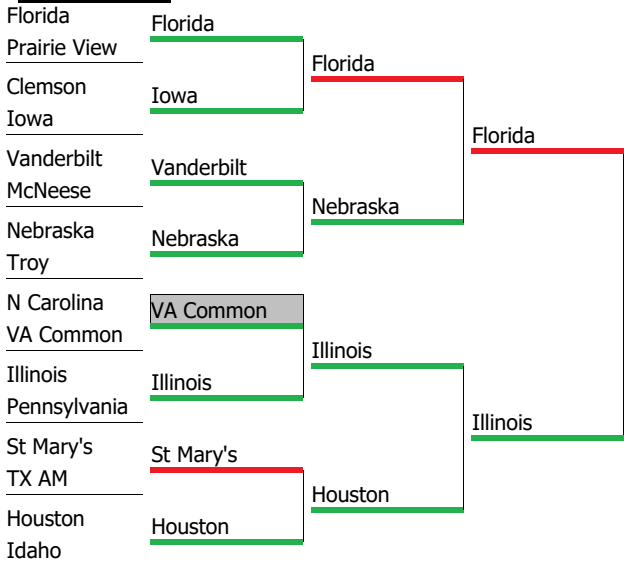 Florida
Prairie View
Clemson
Iowa
Vanderbilt
McNeese
Nebraska
Troy
N Carolina
VA Common
Illinois
Pennsylvania
St Mary's
TX AM
Houston
Idaho
Florida
Iowa
Vanderbilt
Nebraska
VA Common
Illinois
St Mary's
Houston
Florida
Nebraska
Illinois
Houston
Florida
Illinois